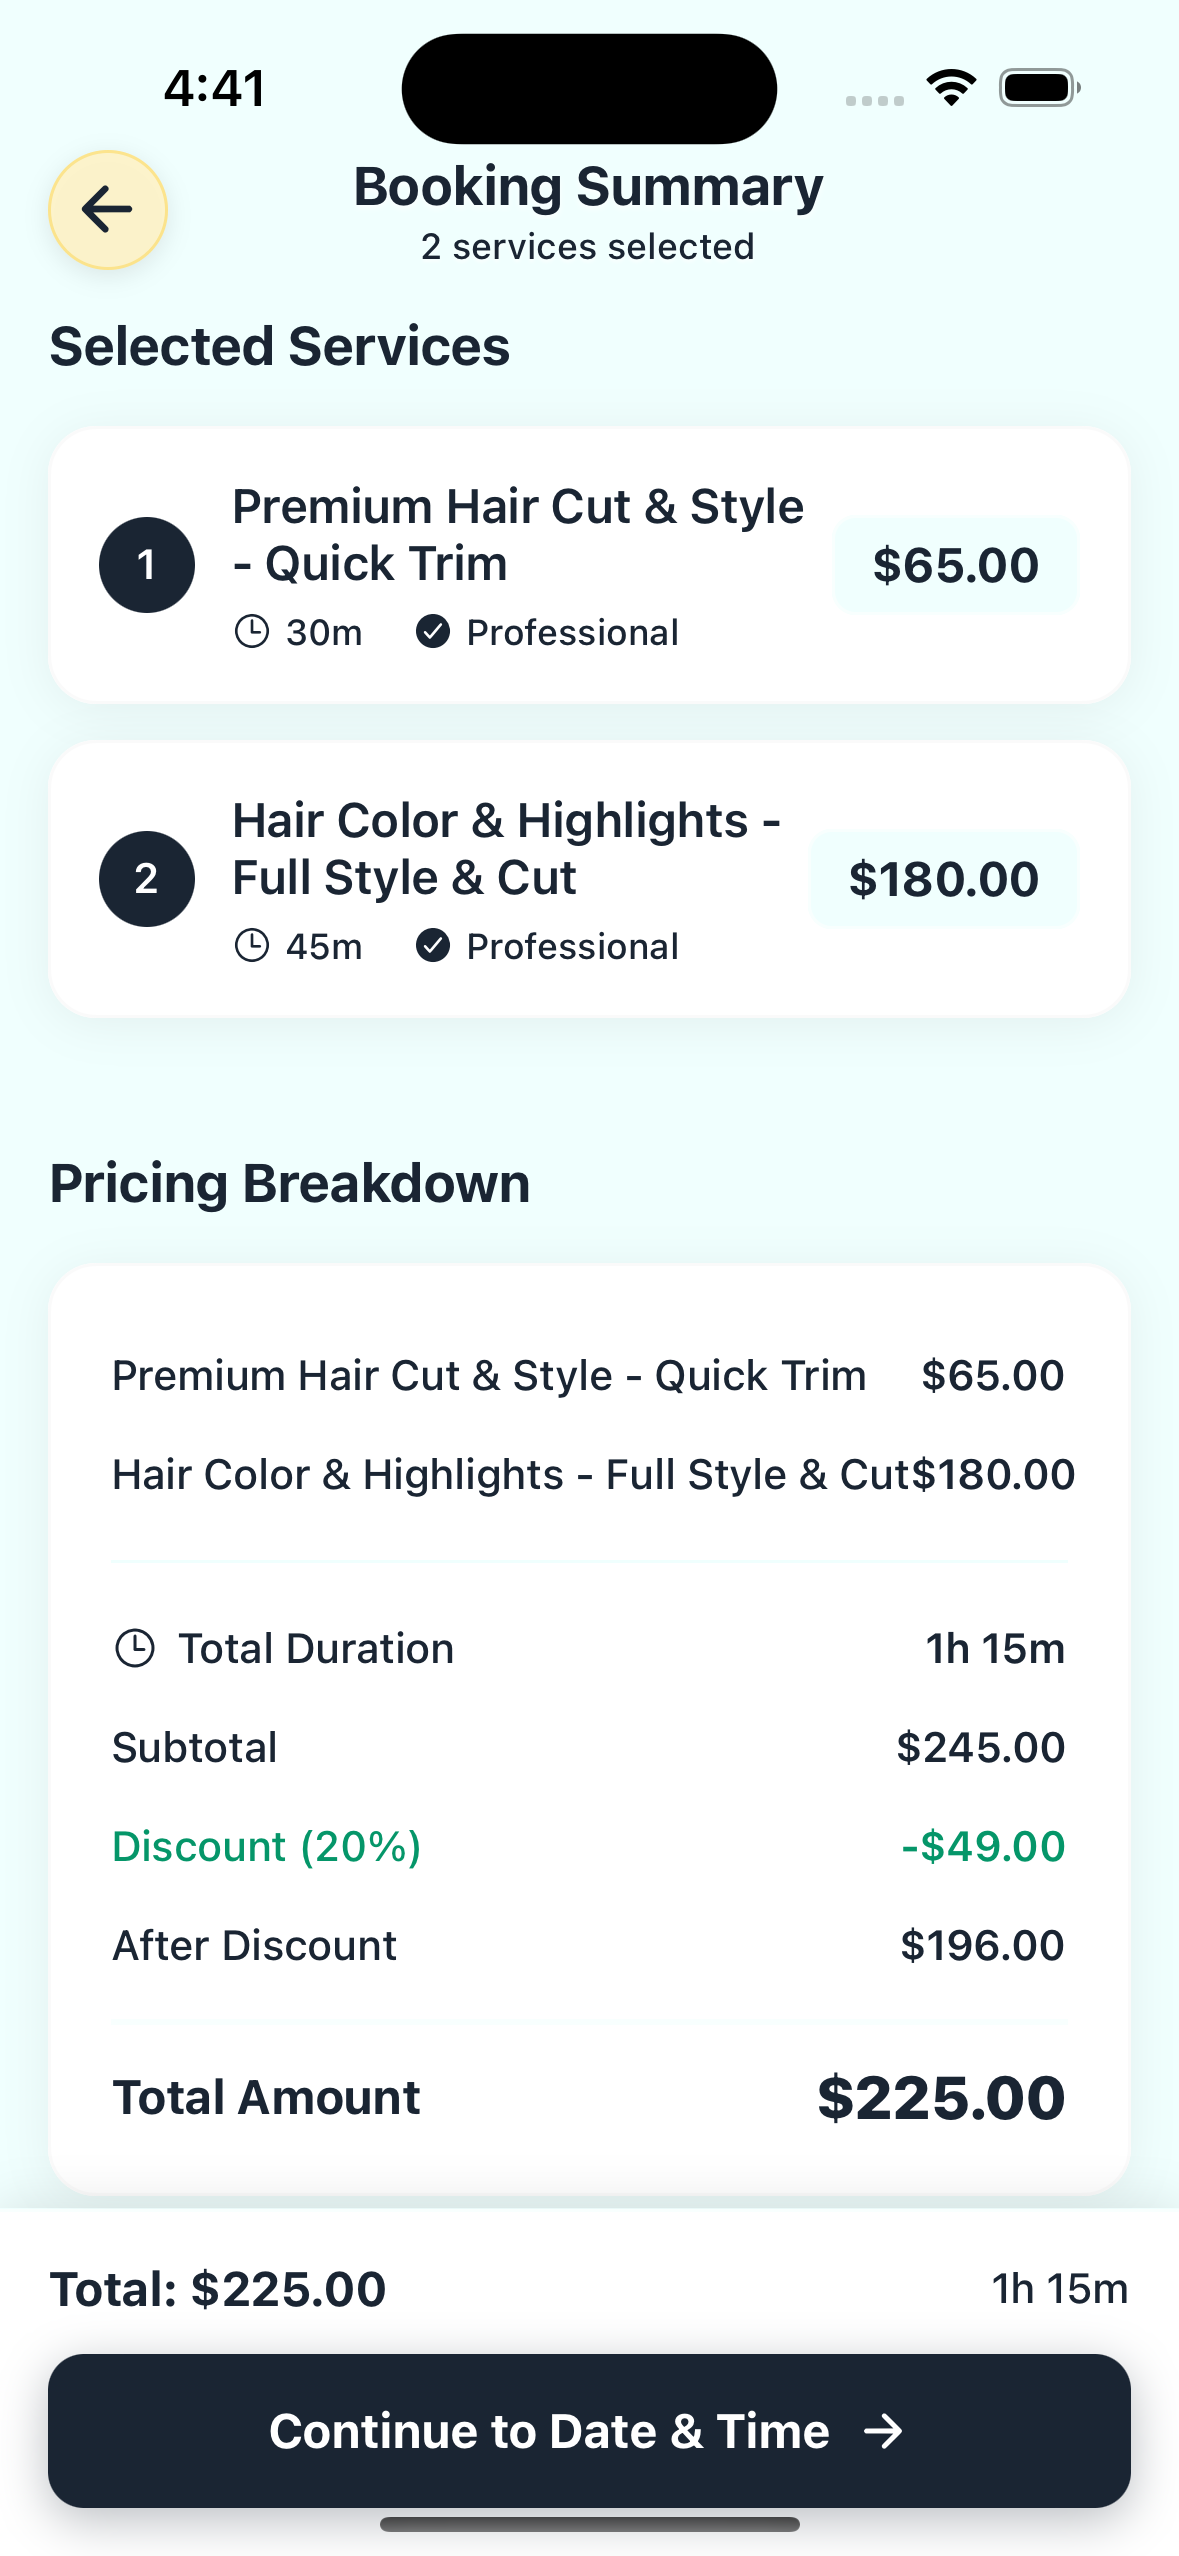 4:41
Booking Summary
2 services selected
Selected Services
1
Premium Hair Cut & Style
- Quick Trim
$65.00
30m Professional
2
Hair Color & Highlights -
Full Style & Cut
$180.00
45m Professional
Pricing Breakdown
Premium Hair Cut & Style - Quick Trim $65.00
Hair Color & Highlights - Full Style & Cut$180.00
Total Duration 1h 15m
Subtotal $245.00
Discount (20%) -$49.00
After Discount $196.00
Total Amount $225.00
Total: $225.00 1h 15m
Continue to Date & Time →